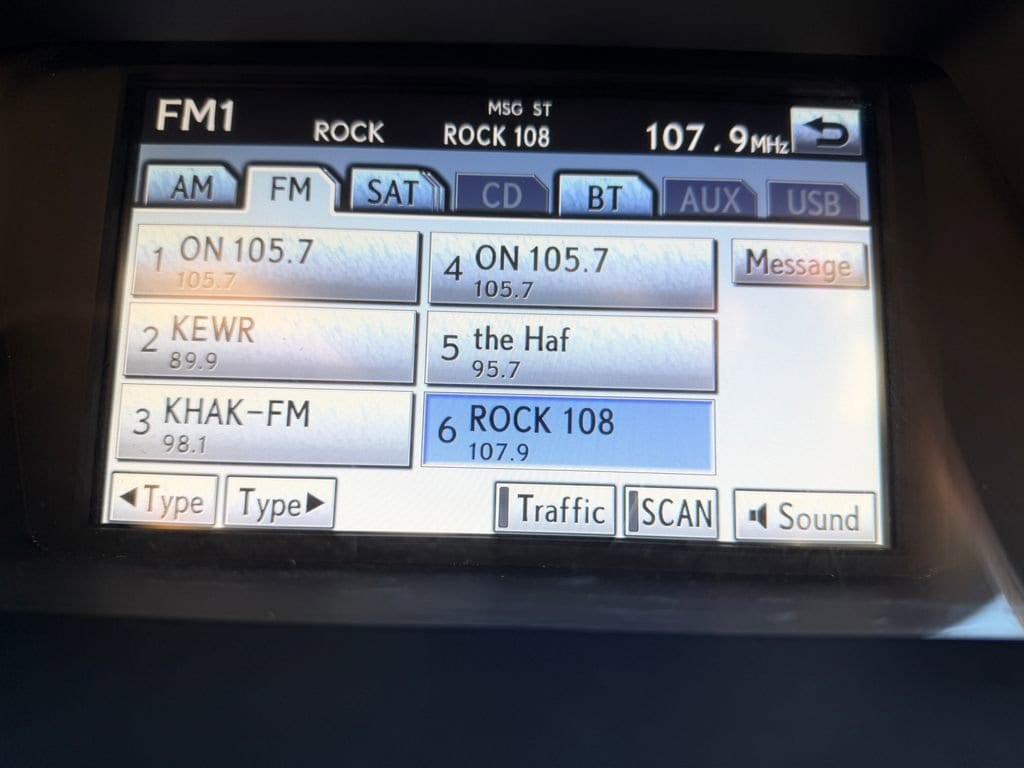 FM1
ROCK
MSG ST
ROCK 108
107.9MHz
AM FM SAT CD BT AUX USB
1 ON 105.7
105.7
4 ON 105.7
105.7
Message
2 KEWR
89.9
5 the Haf
95.7
3 KHAK-FM
98.1
6 ROCK 108
107.9
◀Type
Type▶
Traffic
SCAN
Sound